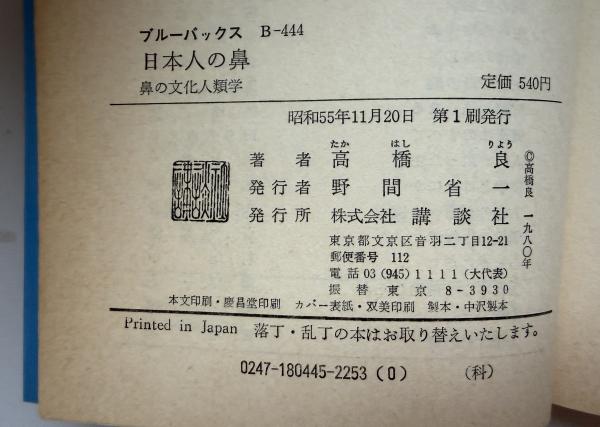 ブルーバックス B-444
日本人の鼻
鼻の文化人類学
定価 540円
昭和55年11月20日 第1刷発行
著者 高橋良
たか はし りょう
発行者 野間省一
発行所 株式会社 講談社
東京都文京区音羽二丁目12-21
郵便番号 112
電話 03 (945) 1111 (大代表)
振替 東京 8-3930
©高橋良 一九八〇年
本文印刷・慶昌堂印刷 カバー表紙・双美印刷 製本・中沢製本
Printed in Japan 落丁・乱丁の本はお取り替えいたします。
0247-180445-2253 (0) (科)